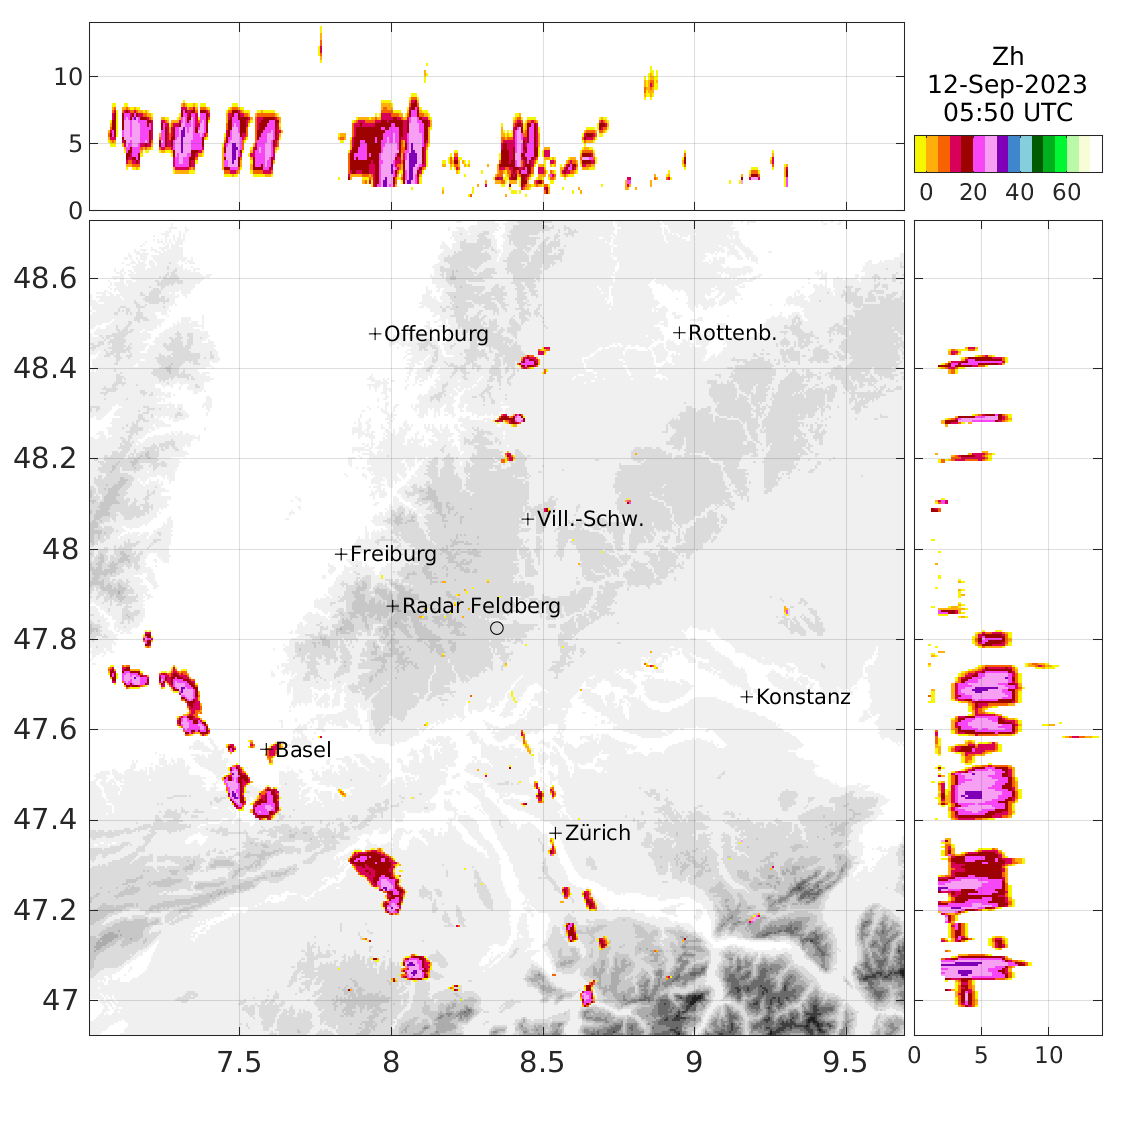 10
5
0
Zh
12-Sep-2023
05:50 UTC
0 20 40 60
48.6
48.4
48.2
48
47.8
47.6
47.4
47.2
47
Offenburg
Rottenb.
Vill.-Schw.
Freiburg
Radar Feldberg
Konstanz
Basel
Zürich
7.5 8 8.5 9 9.5
0 5 10